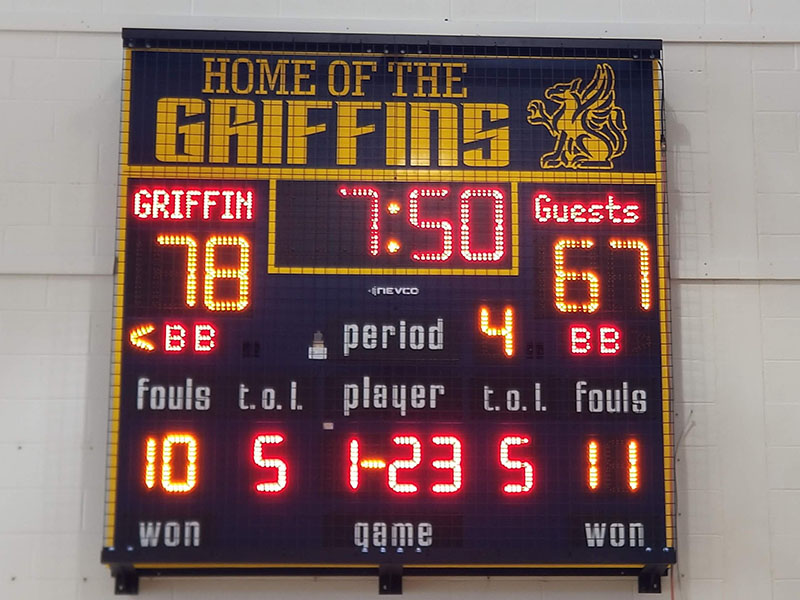 HOME OF THE
GRIFFINS
GRIFFIN 7:50 Guests
78 67
NEVCO
<BB period 4 BB
fouls t.o.l. player t.o.l. fouls
10 5 1-23 5 11
won game won